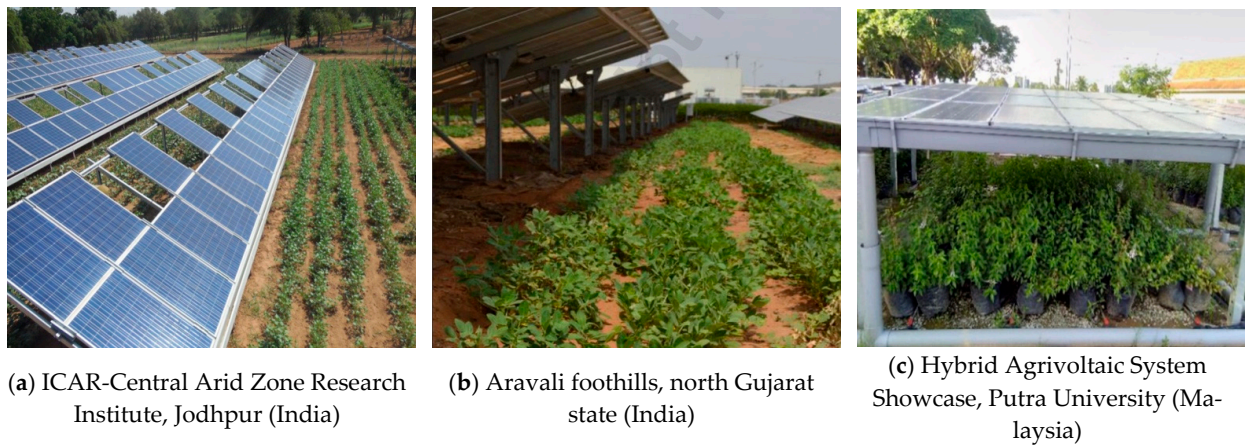 (a) ICAR-Central Arid Zone Research
Institute, Jodhpur (India)
(b) Aravali foothills, north Gujarat
state (India)
(c) Hybrid Agrivoltaic System
Showcase, Putra University (Ma-
laysia)